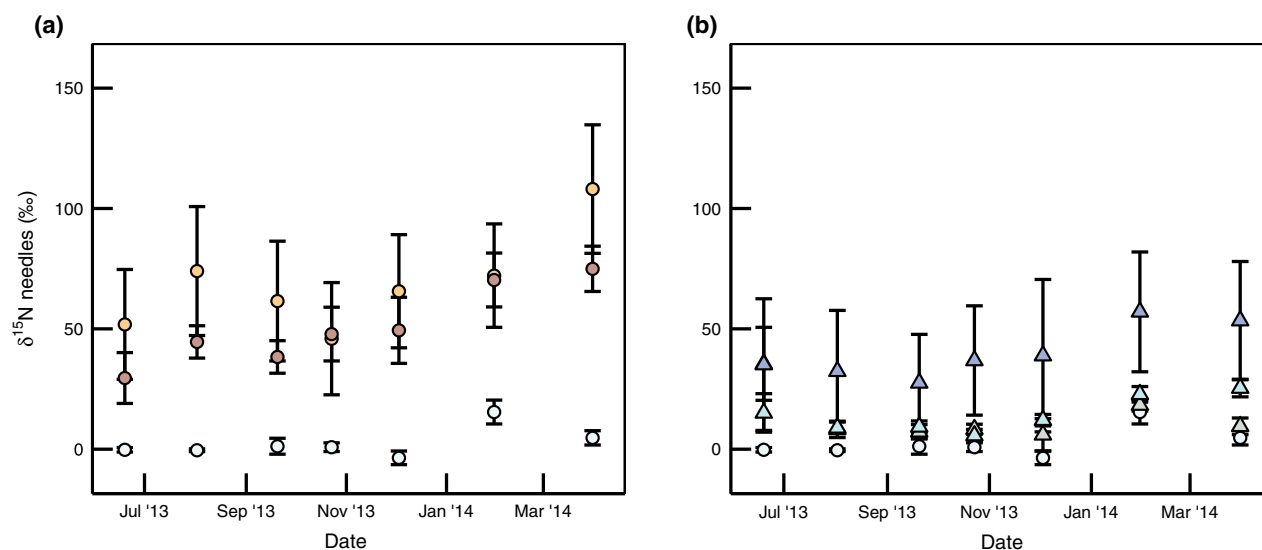 (a)
(b)
150
100
50
0
δ15N needles (‰)
Jul '13
Sep '13
Nov '13
Jan '14
Mar '14
Date
150
100
50
0
Jul '13
Sep '13
Nov '13
Jan '14
Mar '14
Date